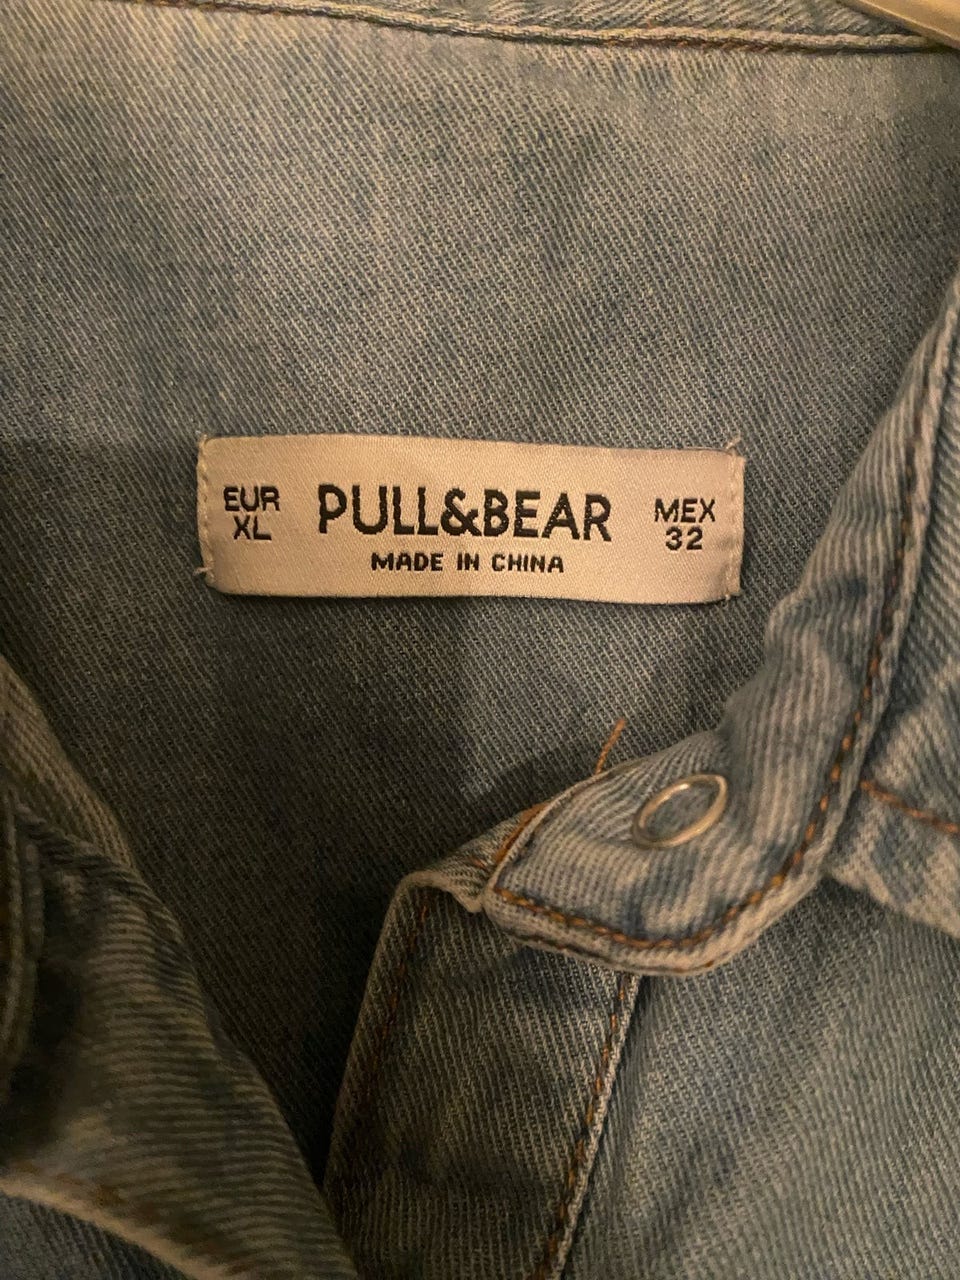 EUR
XL
PULL&BEAR
MADE IN CHINA
MEX
32